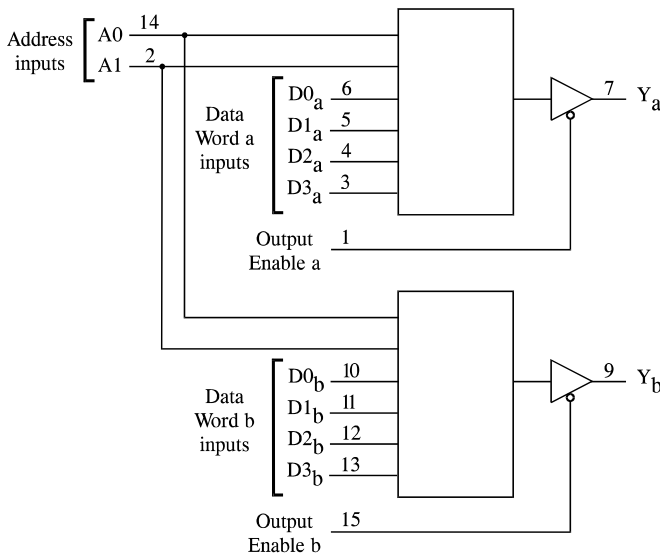 Address
inputs
A0 14
A1 2
Data
Word a
inputs
D0a 6
D1a 5
D2a 4
D3a 3
7 Ya
Output
Enable a
1
Data
Word b
inputs
D0b 10
D1b 11
D2b 12
D3b 13
9 Yb
Output
Enable b
15